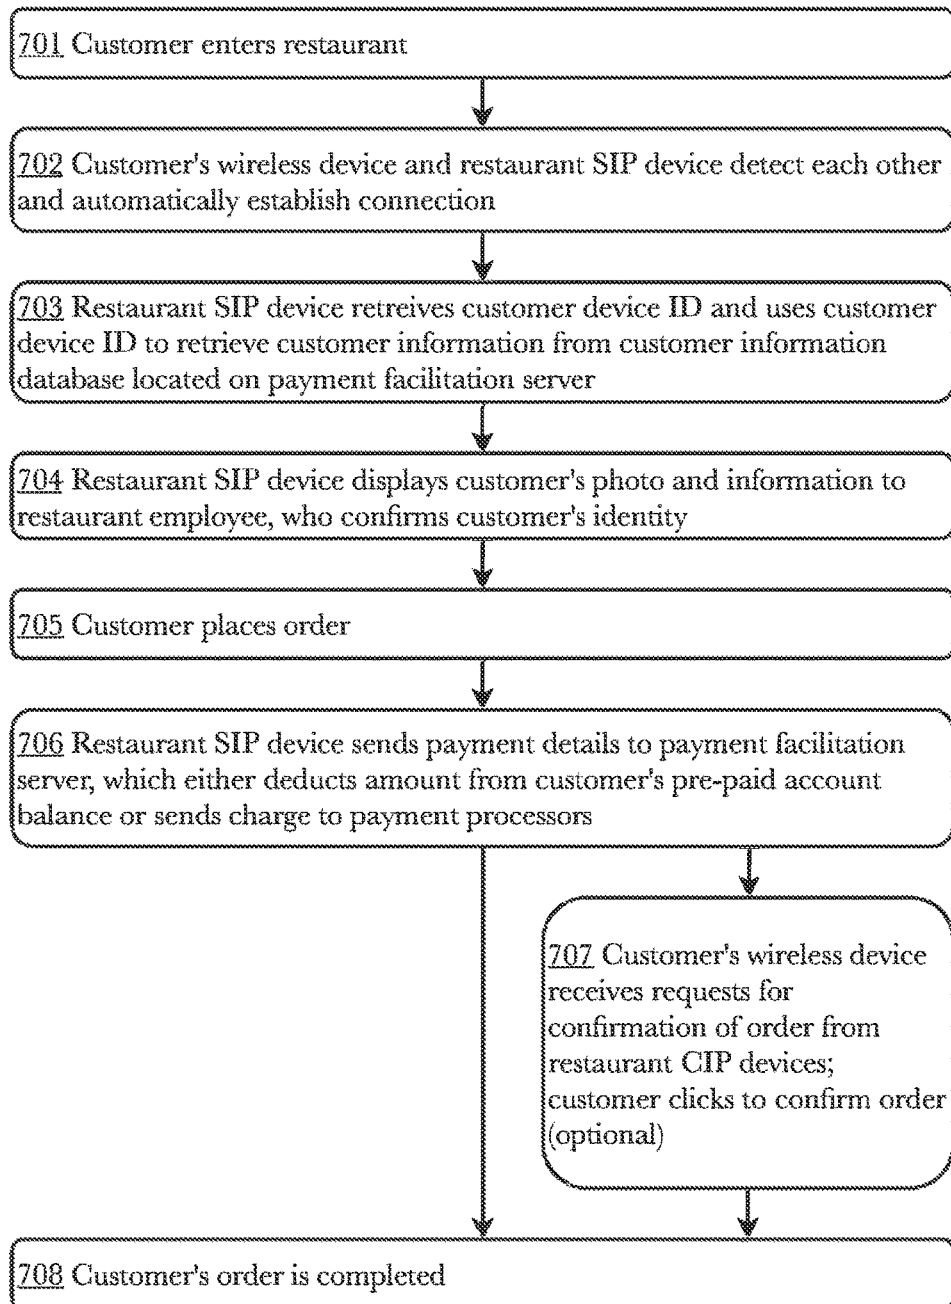 701 Customer enters restaurant
702 Customer's wireless device and restaurant SIP device detect each other
and automatically establish connection
703 Restaurant SIP device retreives customer device ID and uses customer
device ID to retrieve customer information from customer information
database located on payment facilitation server
704 Restaurant SIP device displays customer's photo and information to
restaurant employee, who confirms customer's identity
705 Customer places order
706 Restaurant SIP device sends payment details to payment facilitation
server, which either deducts amount from customer's pre-paid account
balance or sends charge to payment processors
707 Customer's wireless device
receives requests for
confirmation of order from
restaurant CIP devices;
customer clicks to confirm order
(optional)
708 Customer's order is completed